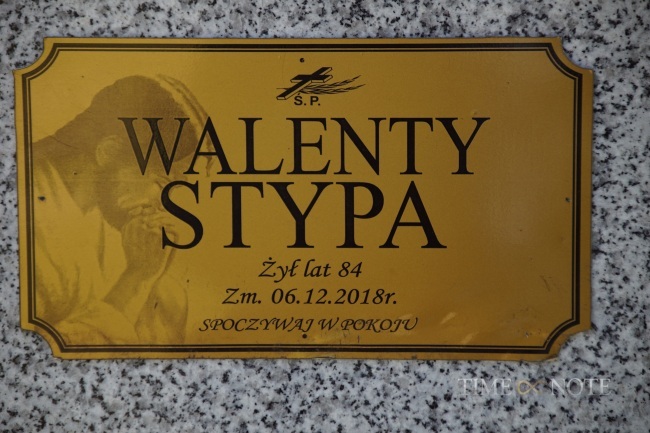 Ś.P.
WALENTY
STYPA
Żył lat 84
Zm. 06.12.2018r.
SPOCZYWAJ W POKOJU
TIME NOTE